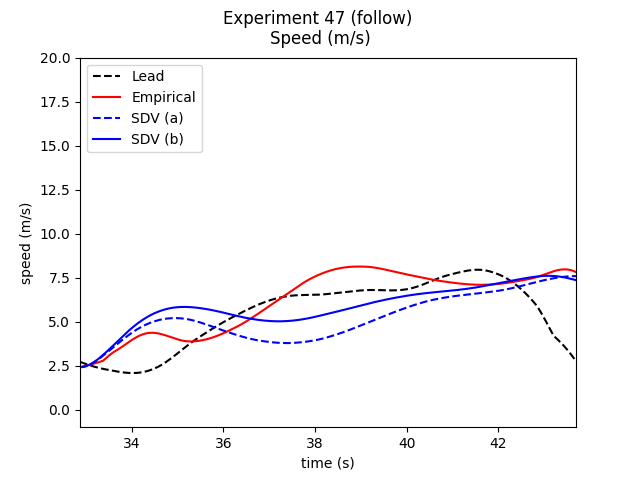 Experiment 47 (follow)
Speed (m/s)
20.0
17.5
15.0
12.5
10.0
7.5
5.0
2.5
0.0
speed (m/s)
Lead
Empirical
SDV (a)
SDV (b)
34 36 38 40 42
time (s)